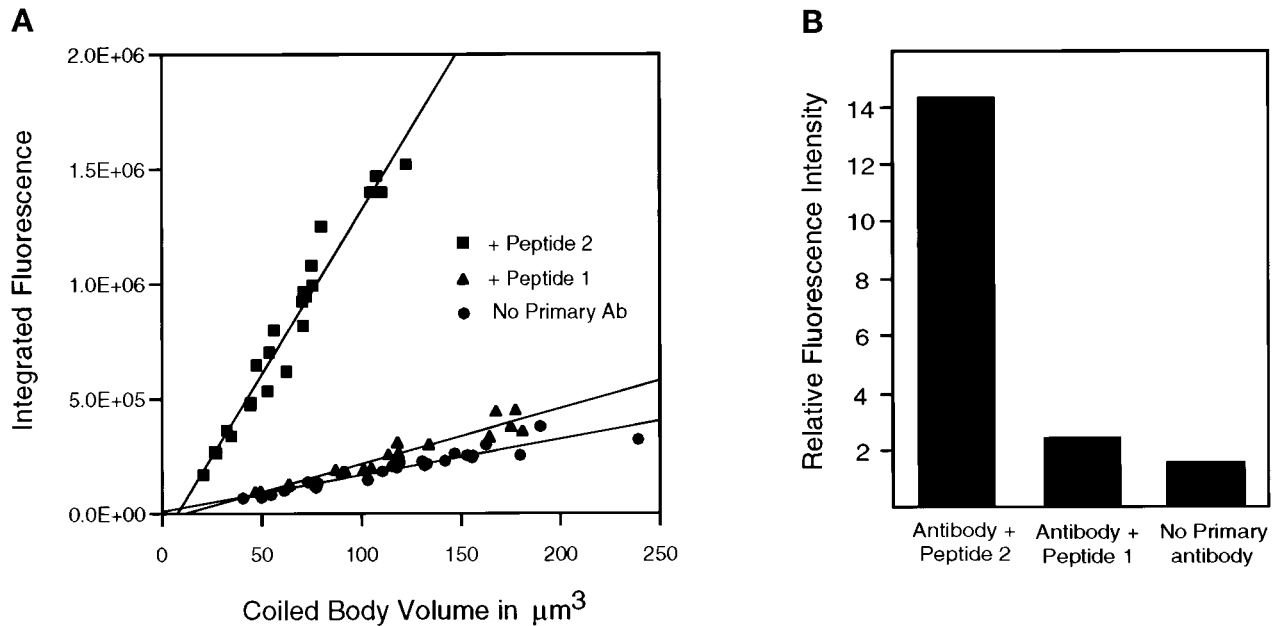 A
2.0E+06
1.5E+06
1.0E+06
5.0E+05
0.0E+00
0
50
100
150
200
250
Integrated Fluorescence
Coiled Body Volume in μm³
+ Peptide 2
+ Peptide 1
No Primary Ab
B
14
12
10
8
6
4
2
Relative Fluorescence Intensity
Antibody +
Peptide 2
Antibody +
Peptide 1
No Primary
antibody